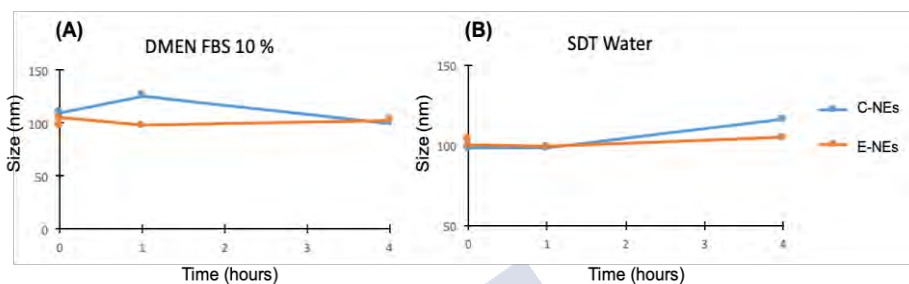 (A)
DMEN FBS 10 %
150
100
50
0
Size (nm)
0 1 2 3 4
Time (hours)
(B)
SDT Water
150
100
50
Size (nm)
0 1 2 3 4
Time (hours)
C-NEs
E-NEs